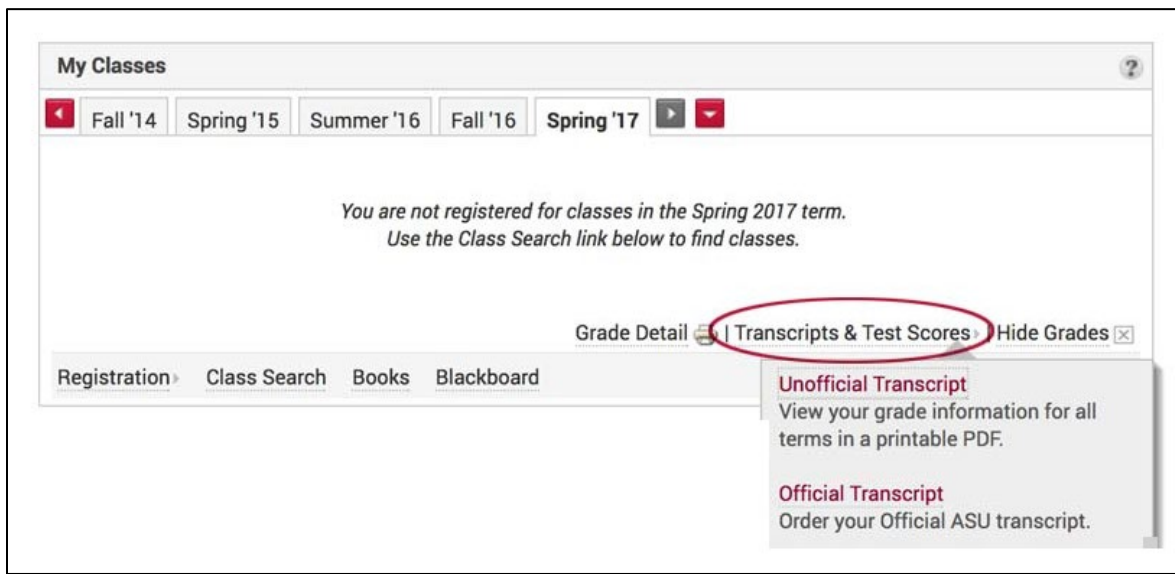 My Classes ?
Fall '14 Spring '15 Summer '16 Fall '16 Spring '17
You are not registered for classes in the Spring 2017 term.
Use the Class Search link below to find classes.
Grade Detail | Transcripts & Test Scores | Hide Grades
Registration Class Search Books Blackboard
Unofficial Transcript
View your grade information for all
terms in a printable PDF.
Official Transcript
Order your Official ASU transcript.